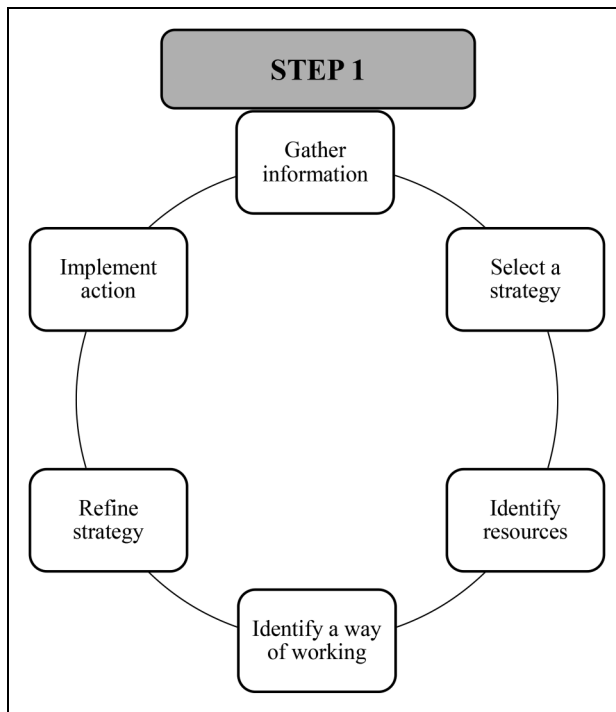 STEP 1
Gather
information
Select a
strategy
Identify
resources
Identify a way
of working
Refine
strategy
Implement
action